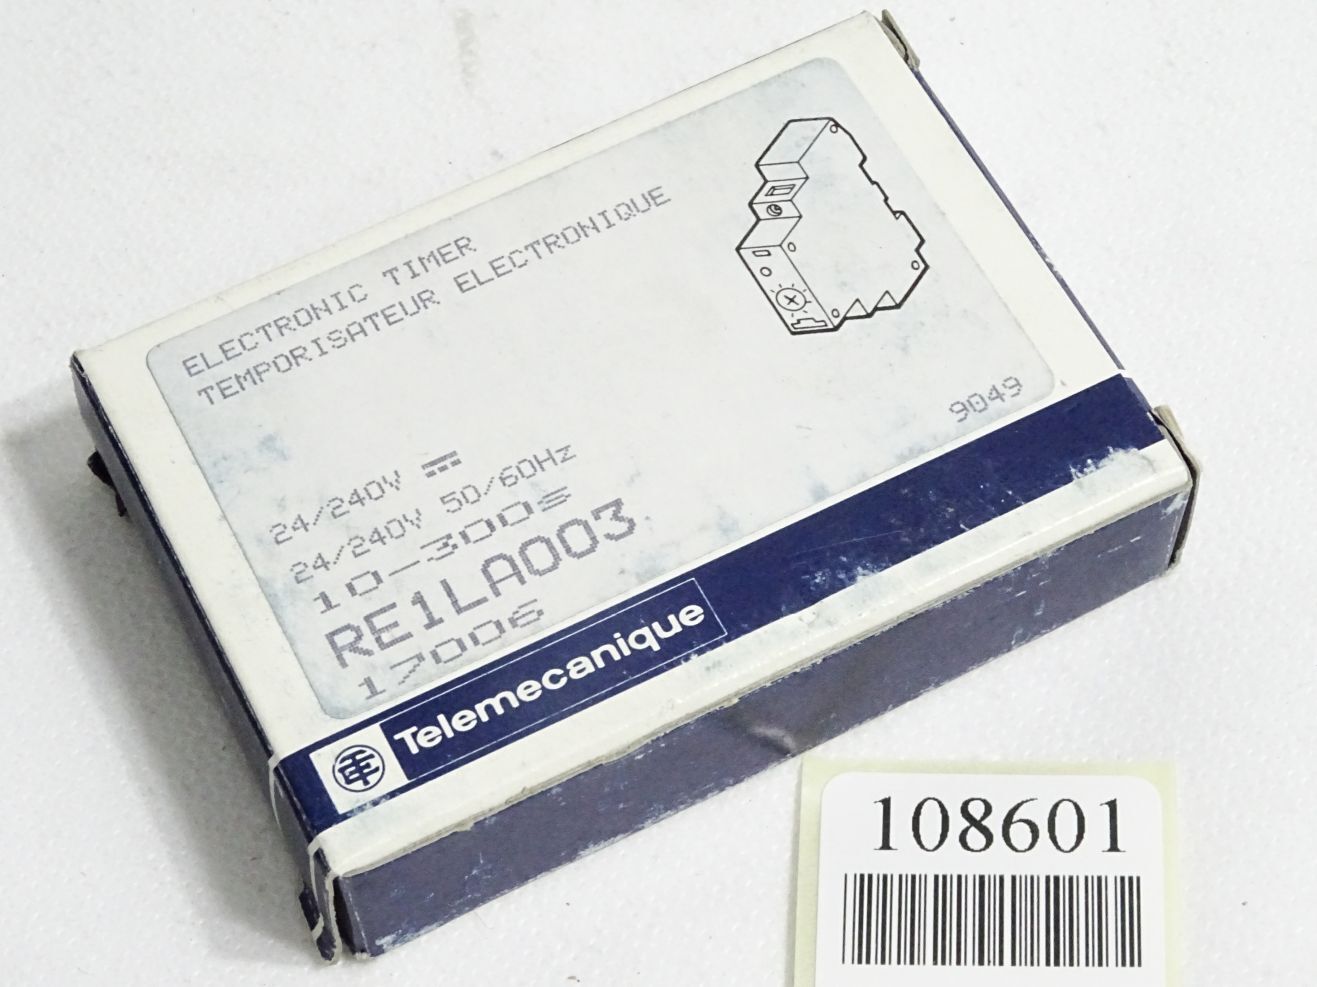 ELECTRONIC TIMER
TEMPORISATEUR ELECTRONIQUE
9049
24/240V ⎓
24/240V 50/60Hz
10-300s
RE1LA003
17006
Telemecanique
108601